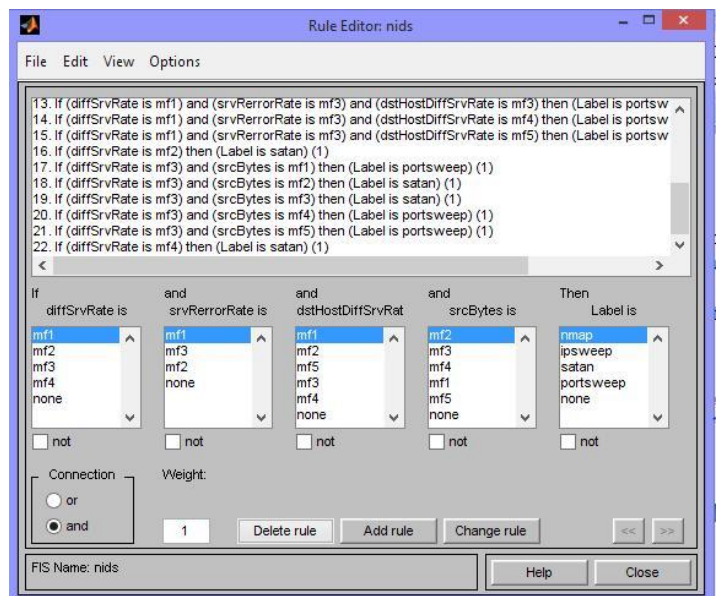 Rule Editor: nids
File Edit View Options
13. If (diffSrvRate is mf1) and (srvRerrorRate is mf3) and (dstHostDiffSrvRate is mf3) then (Label is portsw
14. If (diffSrvRate is mf1) and (srvRerrorRate is mf3) and (dstHostDiffSrvRate is mf4) then (Label is portsw
15. If (diffSrvRate is mf1) and (srvRerrorRate is mf3) and (dstHostDiffSrvRate is mf5) then (Label is portsw
16. If (diffSrvRate is mf2) then (Label is satan) (1)
17. If (diffSrvRate is mf3) and (srcBytes is mf1) then (Label is portsweep) (1)
18. If (diffSrvRate is mf3) and (srcBytes is mf2) then (Label is satan) (1)
19. If (diffSrvRate is mf3) and (srcBytes is mf3) then (Label is satan) (1)
20. If (diffSrvRate is mf3) and (srcBytes is mf4) then (Label is portsweep) (1)
21. If (diffSrvRate is mf3) and (srcBytes is mf5) then (Label is portsweep) (1)
22. If (diffSrvRate is mf4) then (Label is satan) (1)
If and and and Then
diffSrvRate is srvRerrorRate is dstHostDiffSrvRat srcBytes is Label is
mf1 mf1 mf1 mf2 nmap
mf2 mf3 mf2 mf3 ipsweep
mf3 mf2 mf5 mf4 satan
mf4 none mf3 mf1 portsweep
none mf4 mf5 none
none none
not not not not not
Connection Weight:
or
and 1 Delete rule Add rule Change rule << >>
FIS Name: nids Help Close